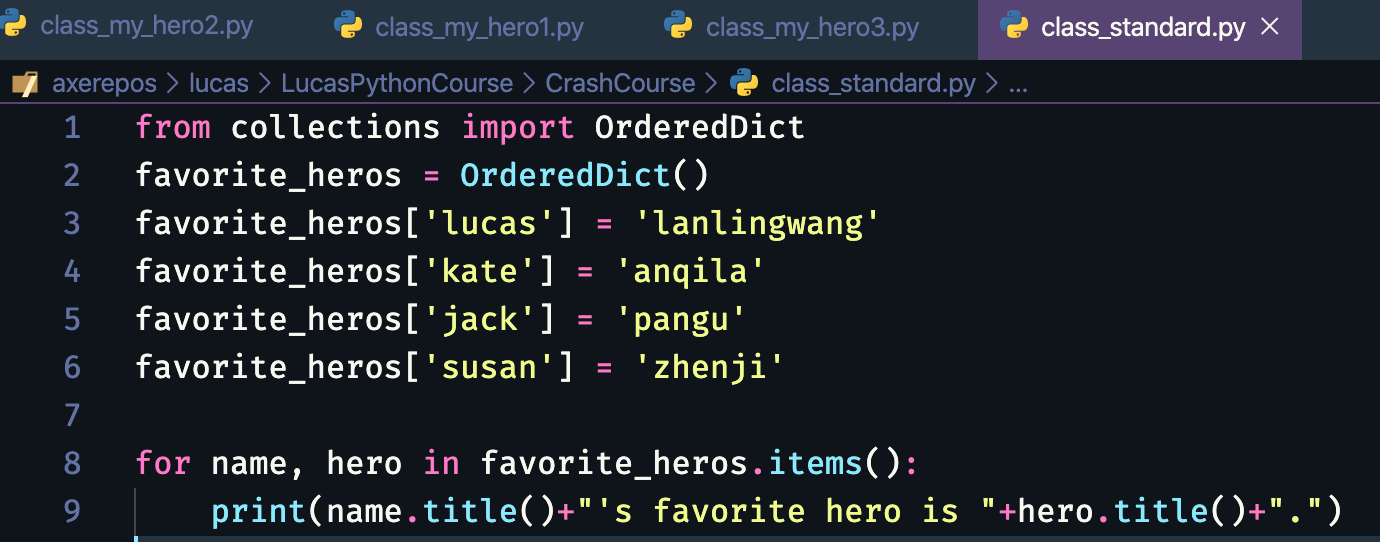 class_my_hero2.py class_my_hero1.py class_my_hero3.py class_standard.py ×
axerepos > lucas > LucasPythonCourse > CrashCourse > class_standard.py > ...
1 from collections import OrderedDict
2 favorite_heros = OrderedDict()
3 favorite_heros['lucas'] = 'lanlingwang'
4 favorite_heros['kate'] = 'anqila'
5 favorite_heros['jack'] = 'pangu'
6 favorite_heros['susan'] = 'zhenji'
7
8 for name, hero in favorite_heros.items():
9     print(name.title()+"'s favorite hero is "+hero.title()+".")